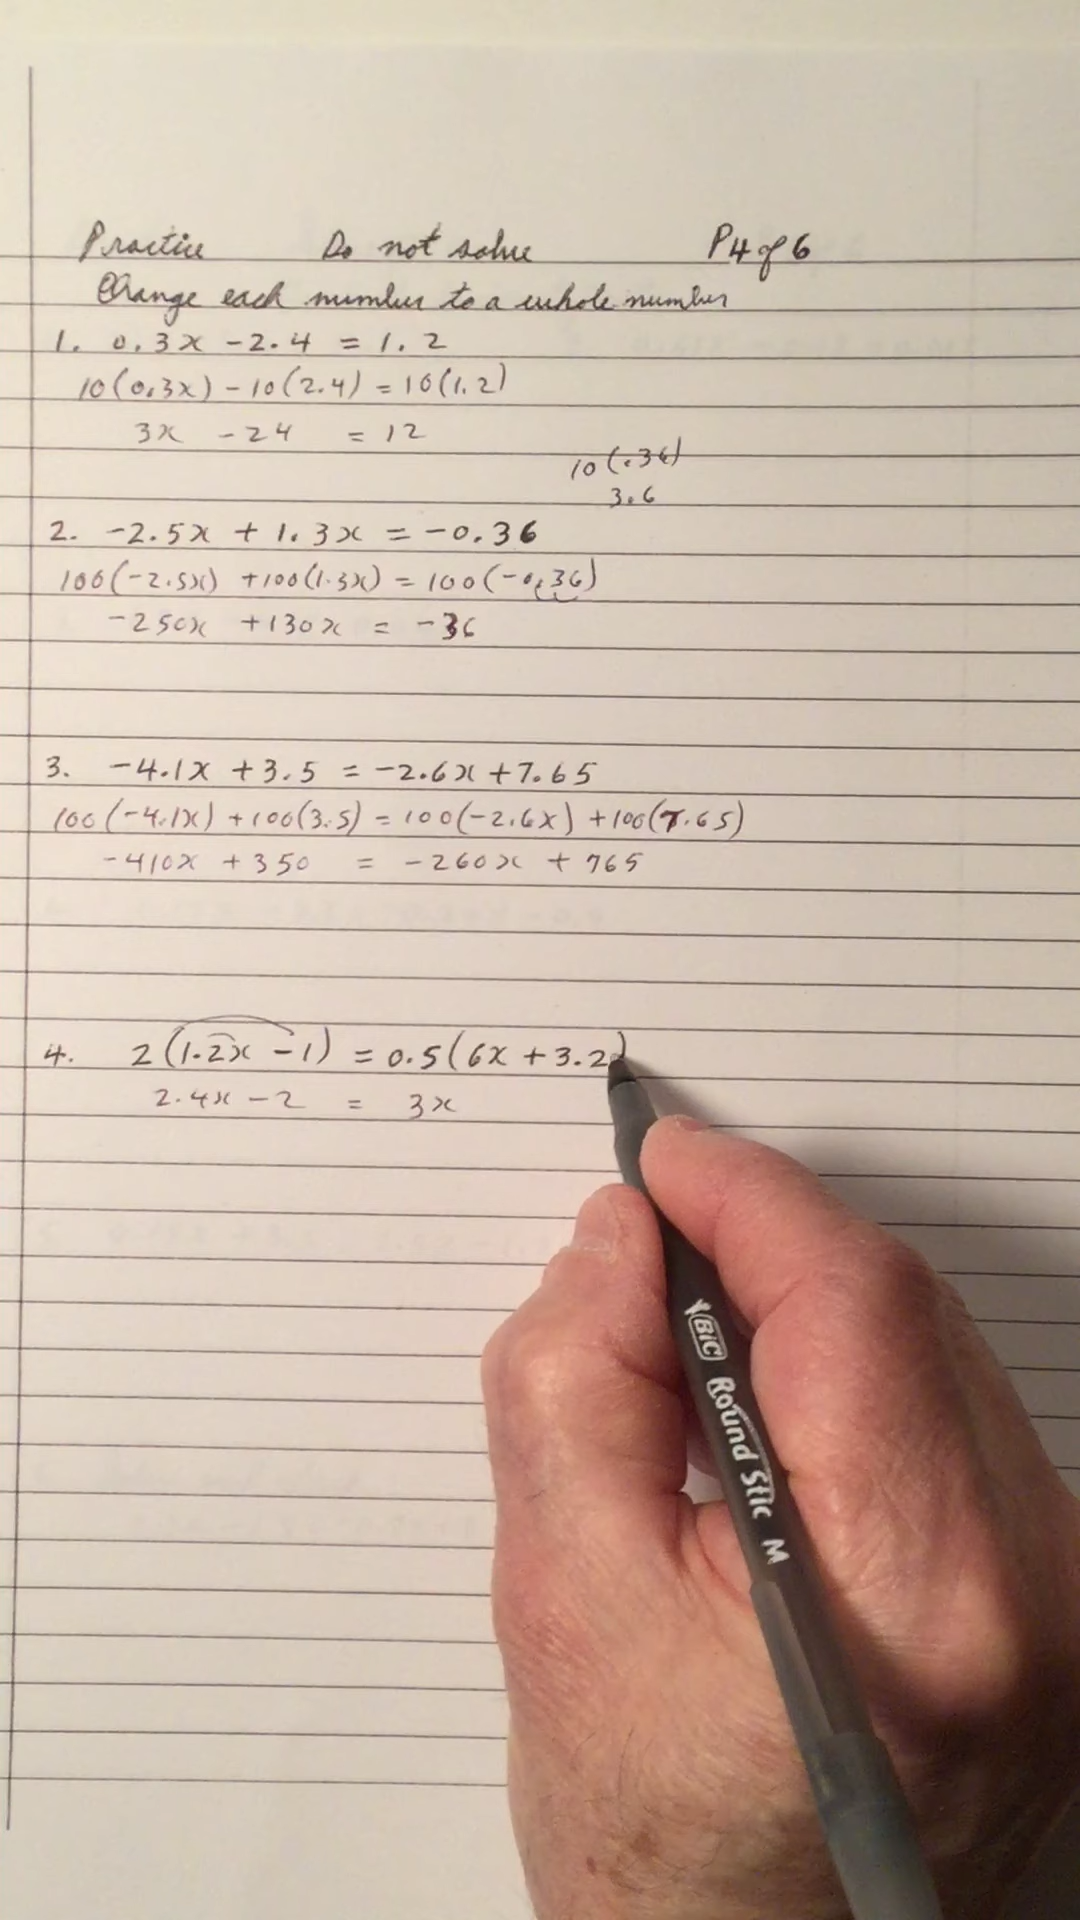 Practice Do not solve P4 of 6
Change each number to a whole number
1. 0.3x - 2.4 = 1.2
10(0.3x) - 10(2.4) = 10(1.2)
3x - 24 = 12
10(.36)
3.6
2. -2.5x + 1.3x = -0.36
100(-2.5x) + 100(1.3x) = 100(-0.36)
-250x + 130x = -36
3. -4.1x + 3.5 = -2.6x + 7.65
100(-4.1x) + 100(3.5) = 100(-2.6x) + 100(7.65)
-410x + 350 = -260x + 765
4. 2(1.2x - 1) = 0.5(6x + 3.2)
2.4x - 2 = 3x
BIC Round Stic M